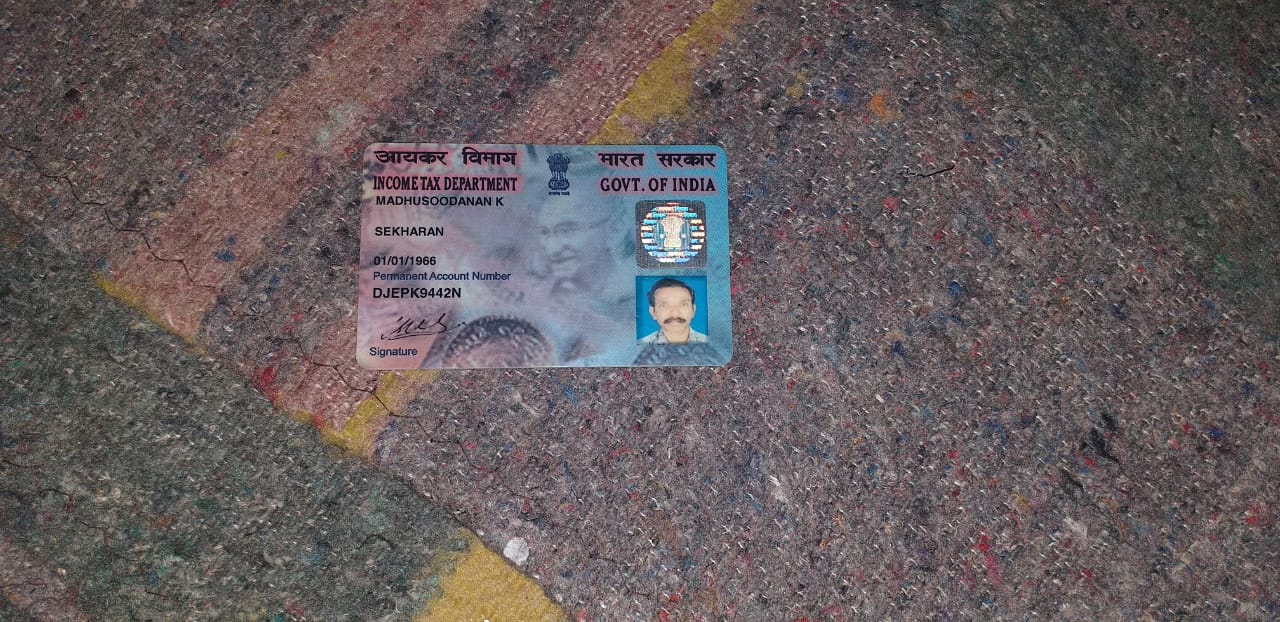 आयकर विभाग
भारत सरकार
INCOME TAX DEPARTMENT
GOVT. OF INDIA
MADHUSOODANAN K
SEKHARAN
01/01/1966
Permanent Account Number
DJEPK9442N
Signature